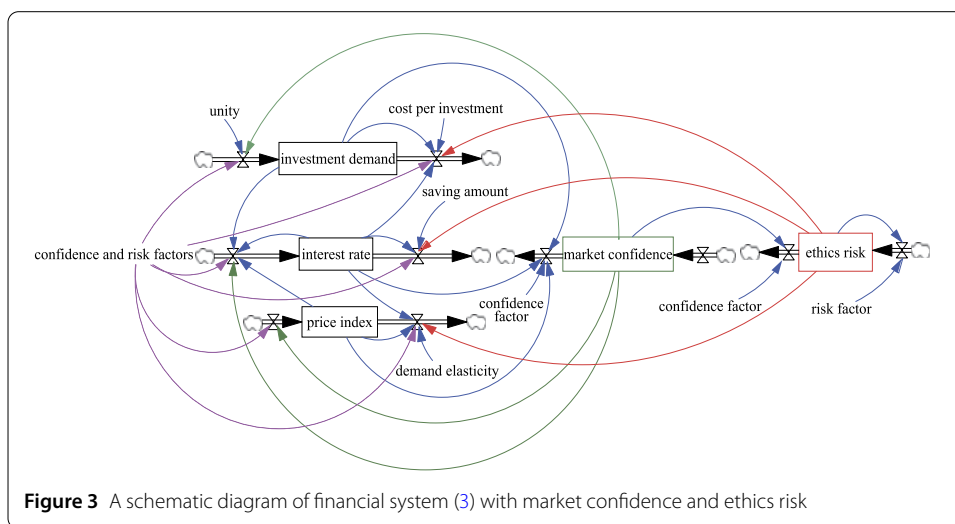 unity
cost per investment
investment demand
saving amount
confidence and risk factors
interest rate
market confidence
ethics risk
confidence
factor
confidence factor
risk factor
price index
demand elasticity
Figure 3 A schematic diagram of financial system (3) with market confidence and ethics risk